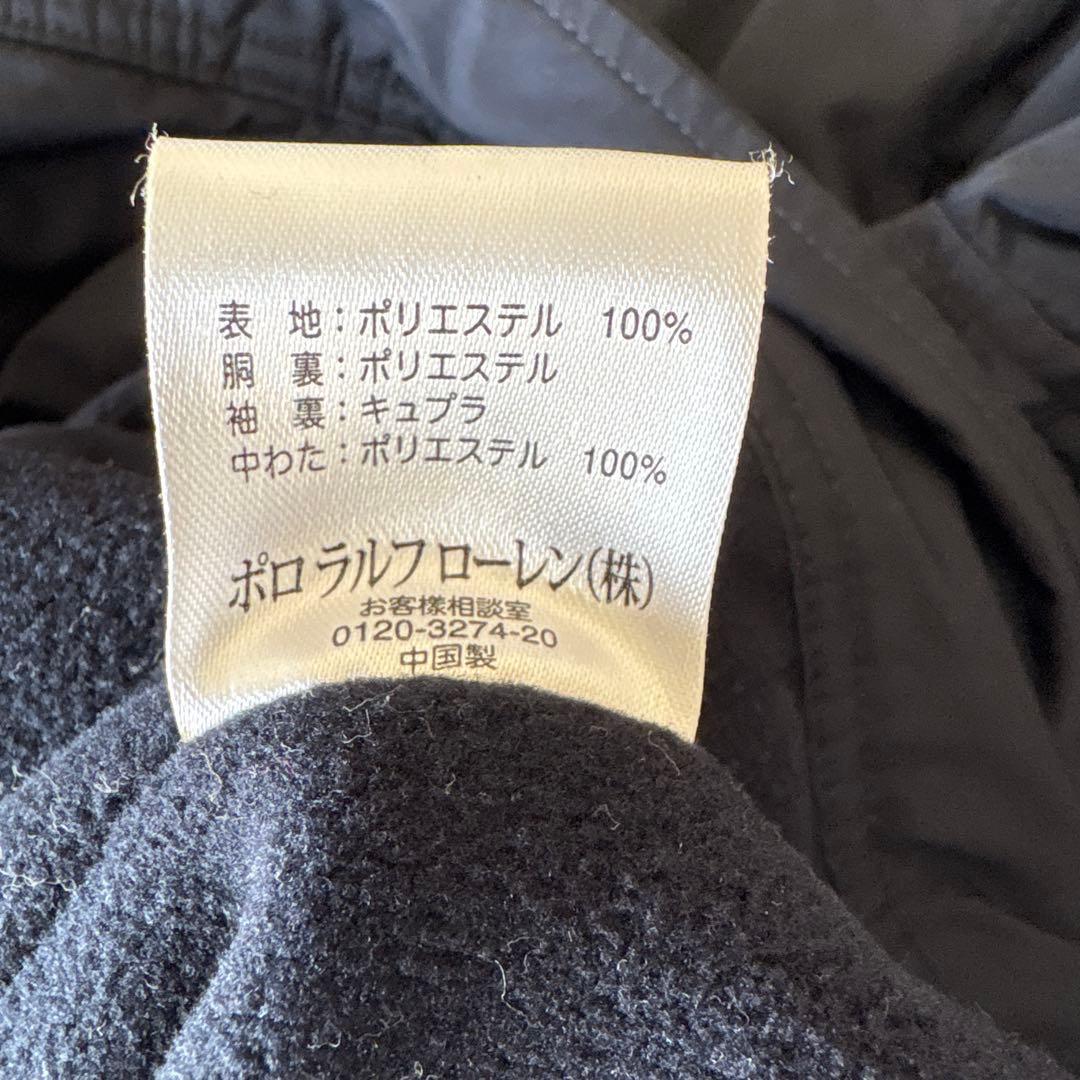 表　地：ポリエステル　100%
胴　裏：ポリエステル
袖　裏：キュプラ
中わた：ポリエステル　100%
ポロ ラルフ ローレン(株)
お客様相談室
0120-3274-20
中国製